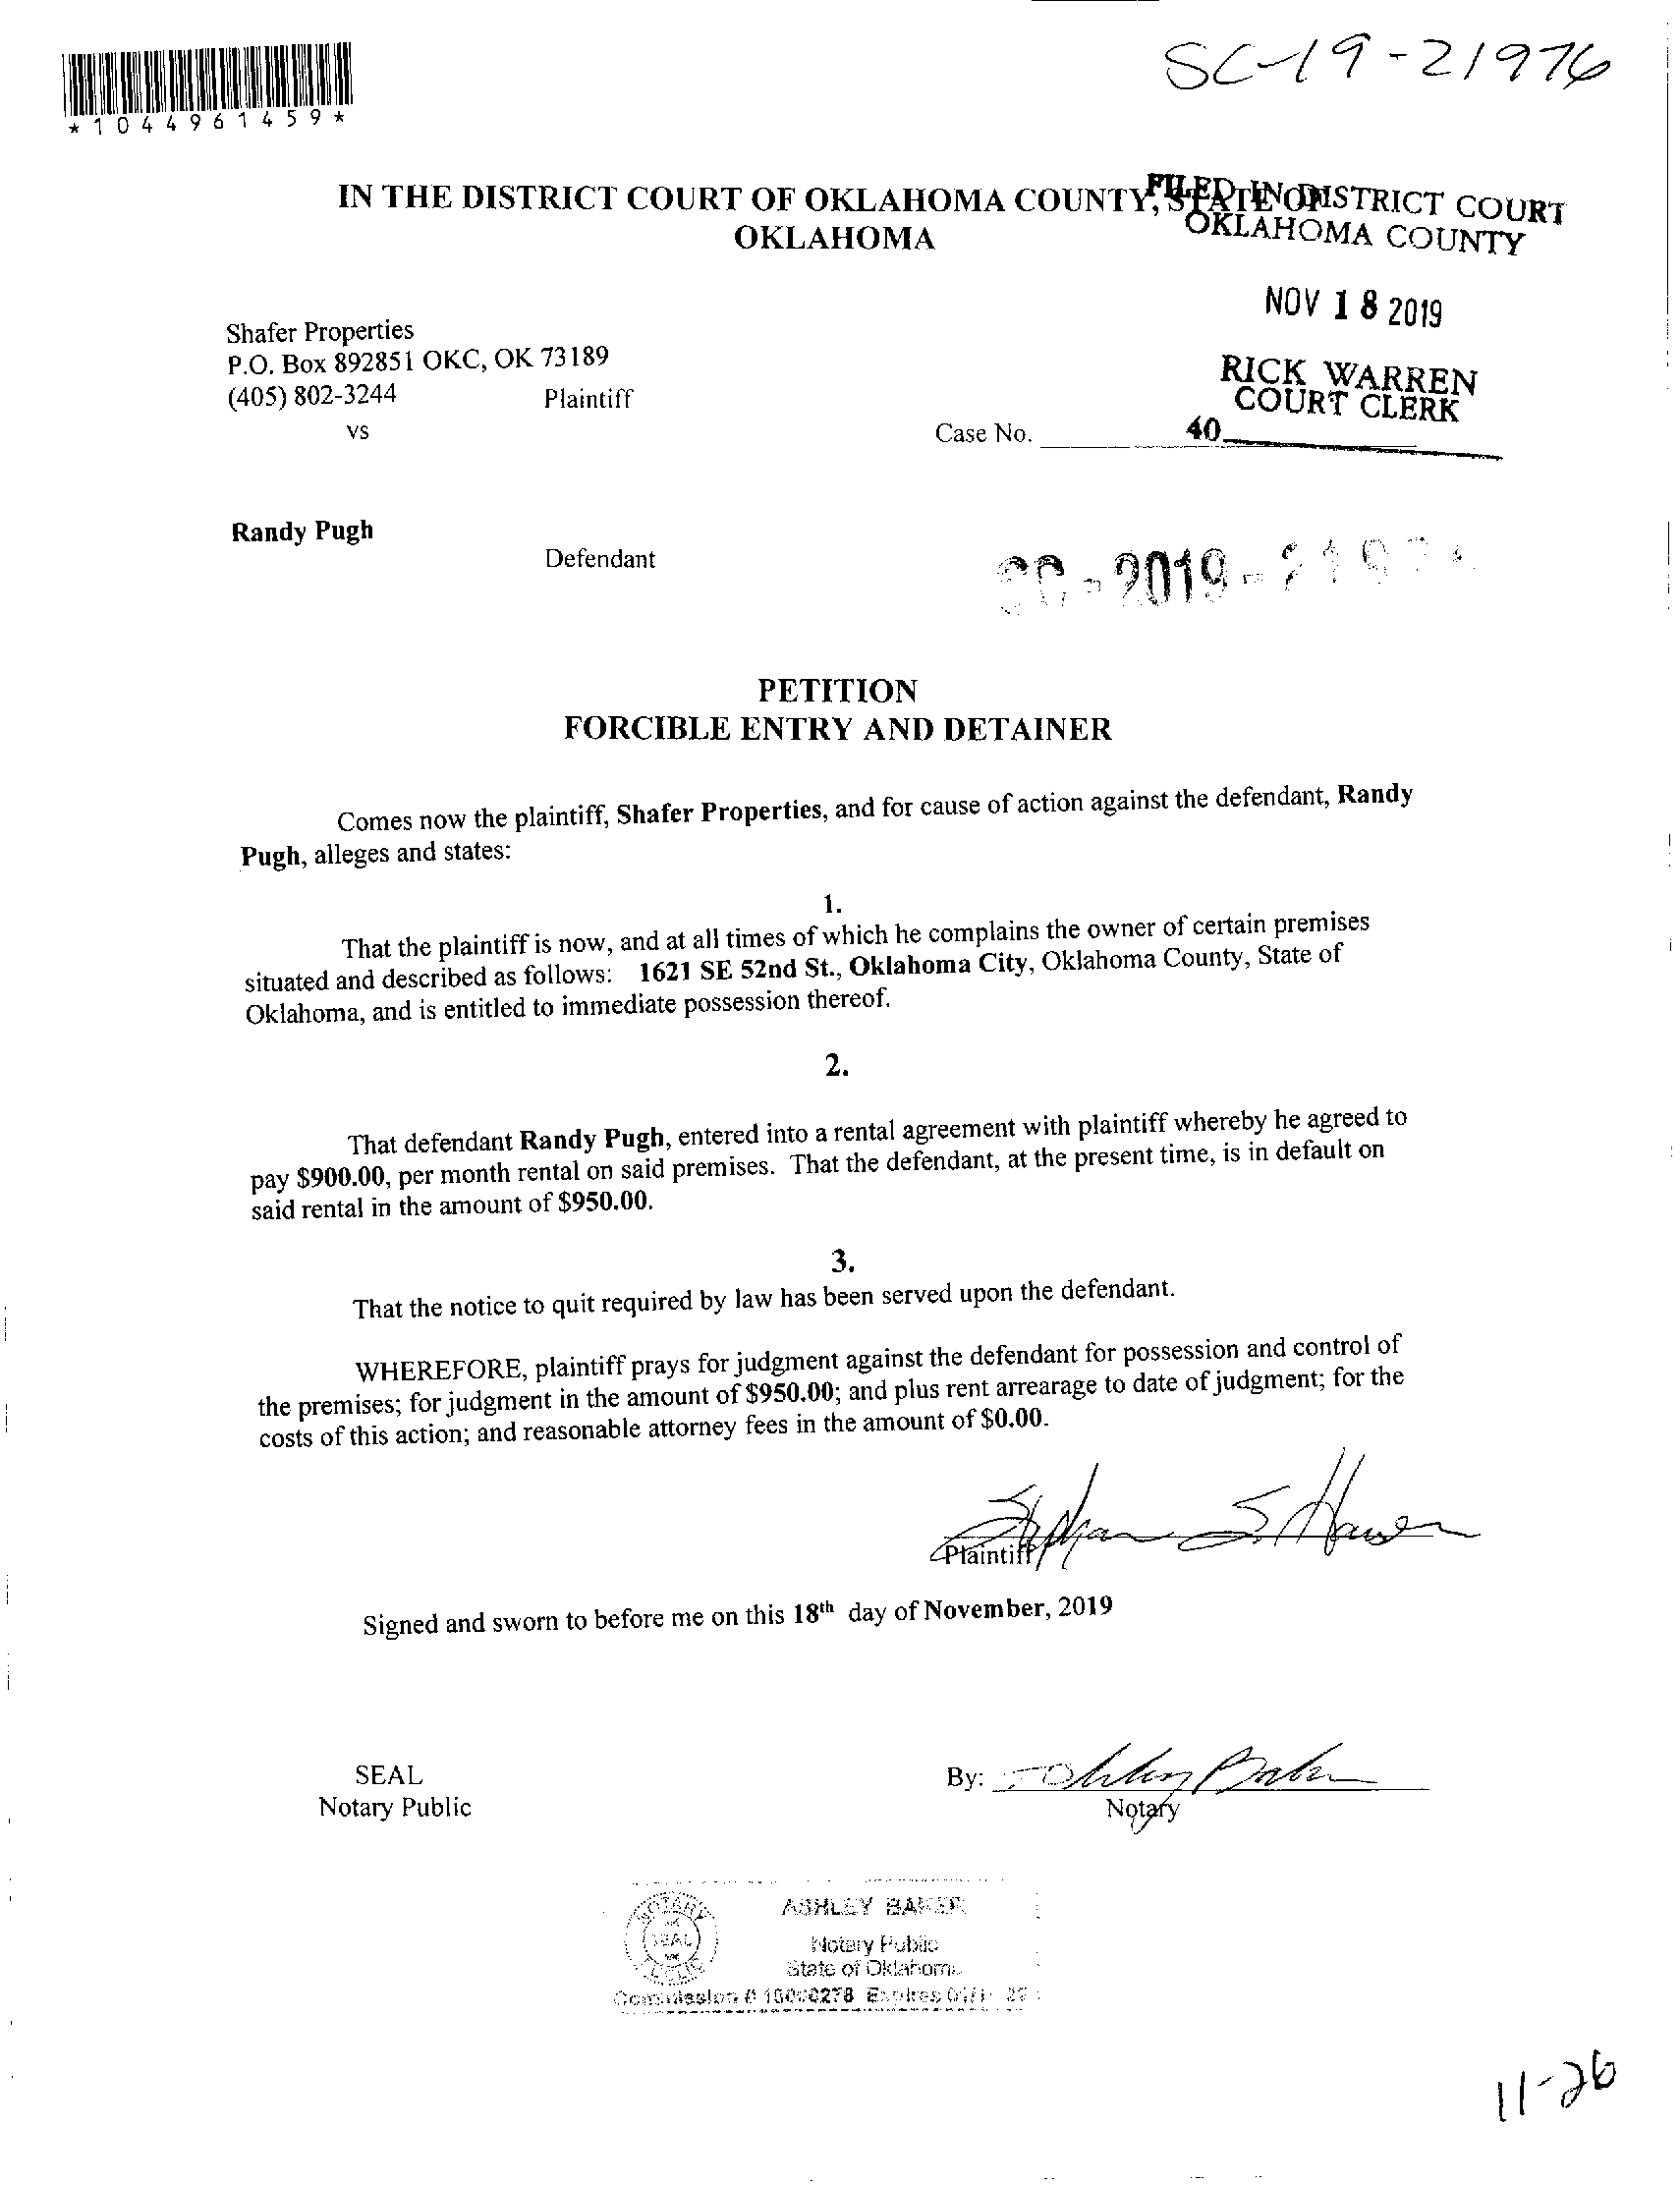 SC-19-21976
*1044961459*
IN THE DISTRICT COURT OF OKLAHOMA COUNTY, STATE OF
OKLAHOMA
FILED IN DISTRICT COURT
OKLAHOMA COUNTY
NOV 18 2019
RICK WARREN
COURT CLERK
40
Shafer Properties
P.O. Box 892851 OKC, OK 73189
(405) 802-3244 Plaintiff
vs
Case No.
Randy Pugh
Defendant
SC-2019-
PETITION
FORCIBLE ENTRY AND DETAINER
Comes now the plaintiff, Shafer Properties, and for cause of action against the defendant, Randy
Pugh, alleges and states:
1.
That the plaintiff is now, and at all times of which he complains the owner of certain premises
situated and described as follows: 1621 SE 52nd St., Oklahoma City, Oklahoma County, State of
Oklahoma, and is entitled to immediate possession thereof.
2.
That defendant Randy Pugh, entered into a rental agreement with plaintiff whereby he agreed to
pay $900.00, per month rental on said premises. That the defendant, at the present time, is in default on
said rental in the amount of $950.00.
3.
That the notice to quit required by law has been served upon the defendant.
WHEREFORE, plaintiff prays for judgment against the defendant for possession and control of
the premises; for judgment in the amount of $950.00; and plus rent arrearage to date of judgment; for the
costs of this action; and reasonable attorney fees in the amount of $0.00.
Plaintiff
Signed and sworn to before me on this 18th day of November, 2019
SEAL
Notary Public
By: Ashley Baker
Notary
NOTARY
SEAL
PUBLIC
ASHLEY BAKER
Notary Public
State of Oklahoma
Commission # Expires
11-26